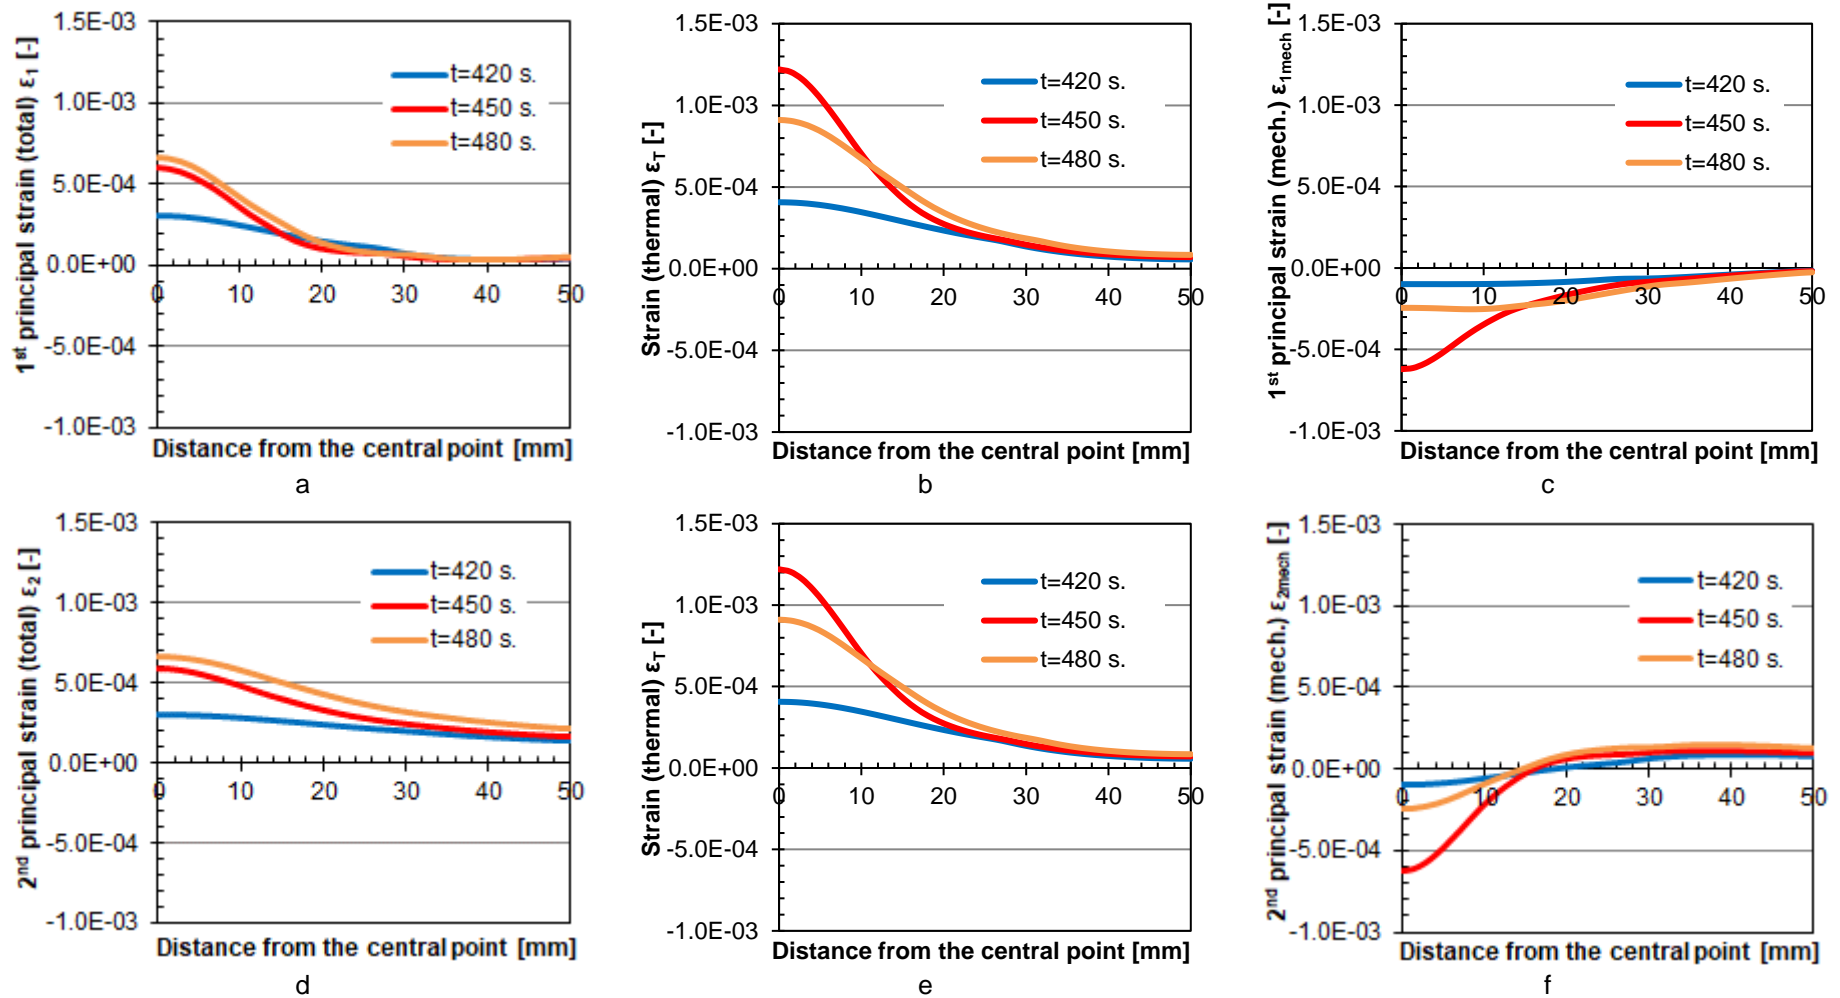 1st principal strain (total) ε1 [-]
1.5E-03
1.0E-03
5.0E-04
0.0E+00
-5.0E-04
-1.0E-03
0 10 20 30 40 50
t=420 s.
t=450 s.
t=480 s.
Distance from the central point [mm]
a
Strain (thermal) εT [-]
1.5E-03
1.0E-03
5.0E-04
0.0E+00
-5.0E-04
-1.0E-03
0 10 20 30 40 50
t=420 s.
t=450 s.
t=480 s.
Distance from the central point [mm]
b
1st principal strain (mech.) ε1mech [-]
1.5E-03
1.0E-03
5.0E-04
0.0E+00
-5.0E-04
-1.0E-03
0 10 20 30 40 50
t=420 s.
t=450 s.
t=480 s.
Distance from the central point [mm]
c
2nd principal strain (total) ε2 [-]
1.5E-03
1.0E-03
5.0E-04
0.0E+00
-5.0E-04
-1.0E-03
0 10 20 30 40 50
t=420 s.
t=450 s.
t=480 s.
Distance from the central point [mm]
d
Strain (thermal) εT [-]
1.5E-03
1.0E-03
5.0E-04
0.0E+00
-5.0E-04
-1.0E-03
0 10 20 30 40 50
t=420 s.
t=450 s.
t=480 s.
Distance from the central point [mm]
e
2nd principal strain (mech.) ε2mech [-]
1.5E-03
1.0E-03
5.0E-04
0.0E+00
-5.0E-04
-1.0E-03
0 10 20 30 40 50
t=420 s.
t=450 s.
t=480 s.
Distance from the central point [mm]
f